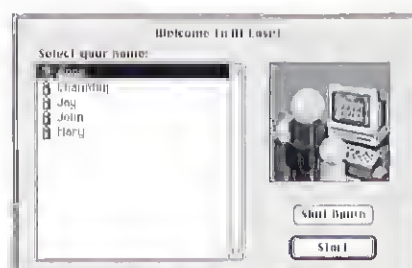 Welcome to At Ease!
Select your name:
Jay
John
Mary
Shut Down
Start